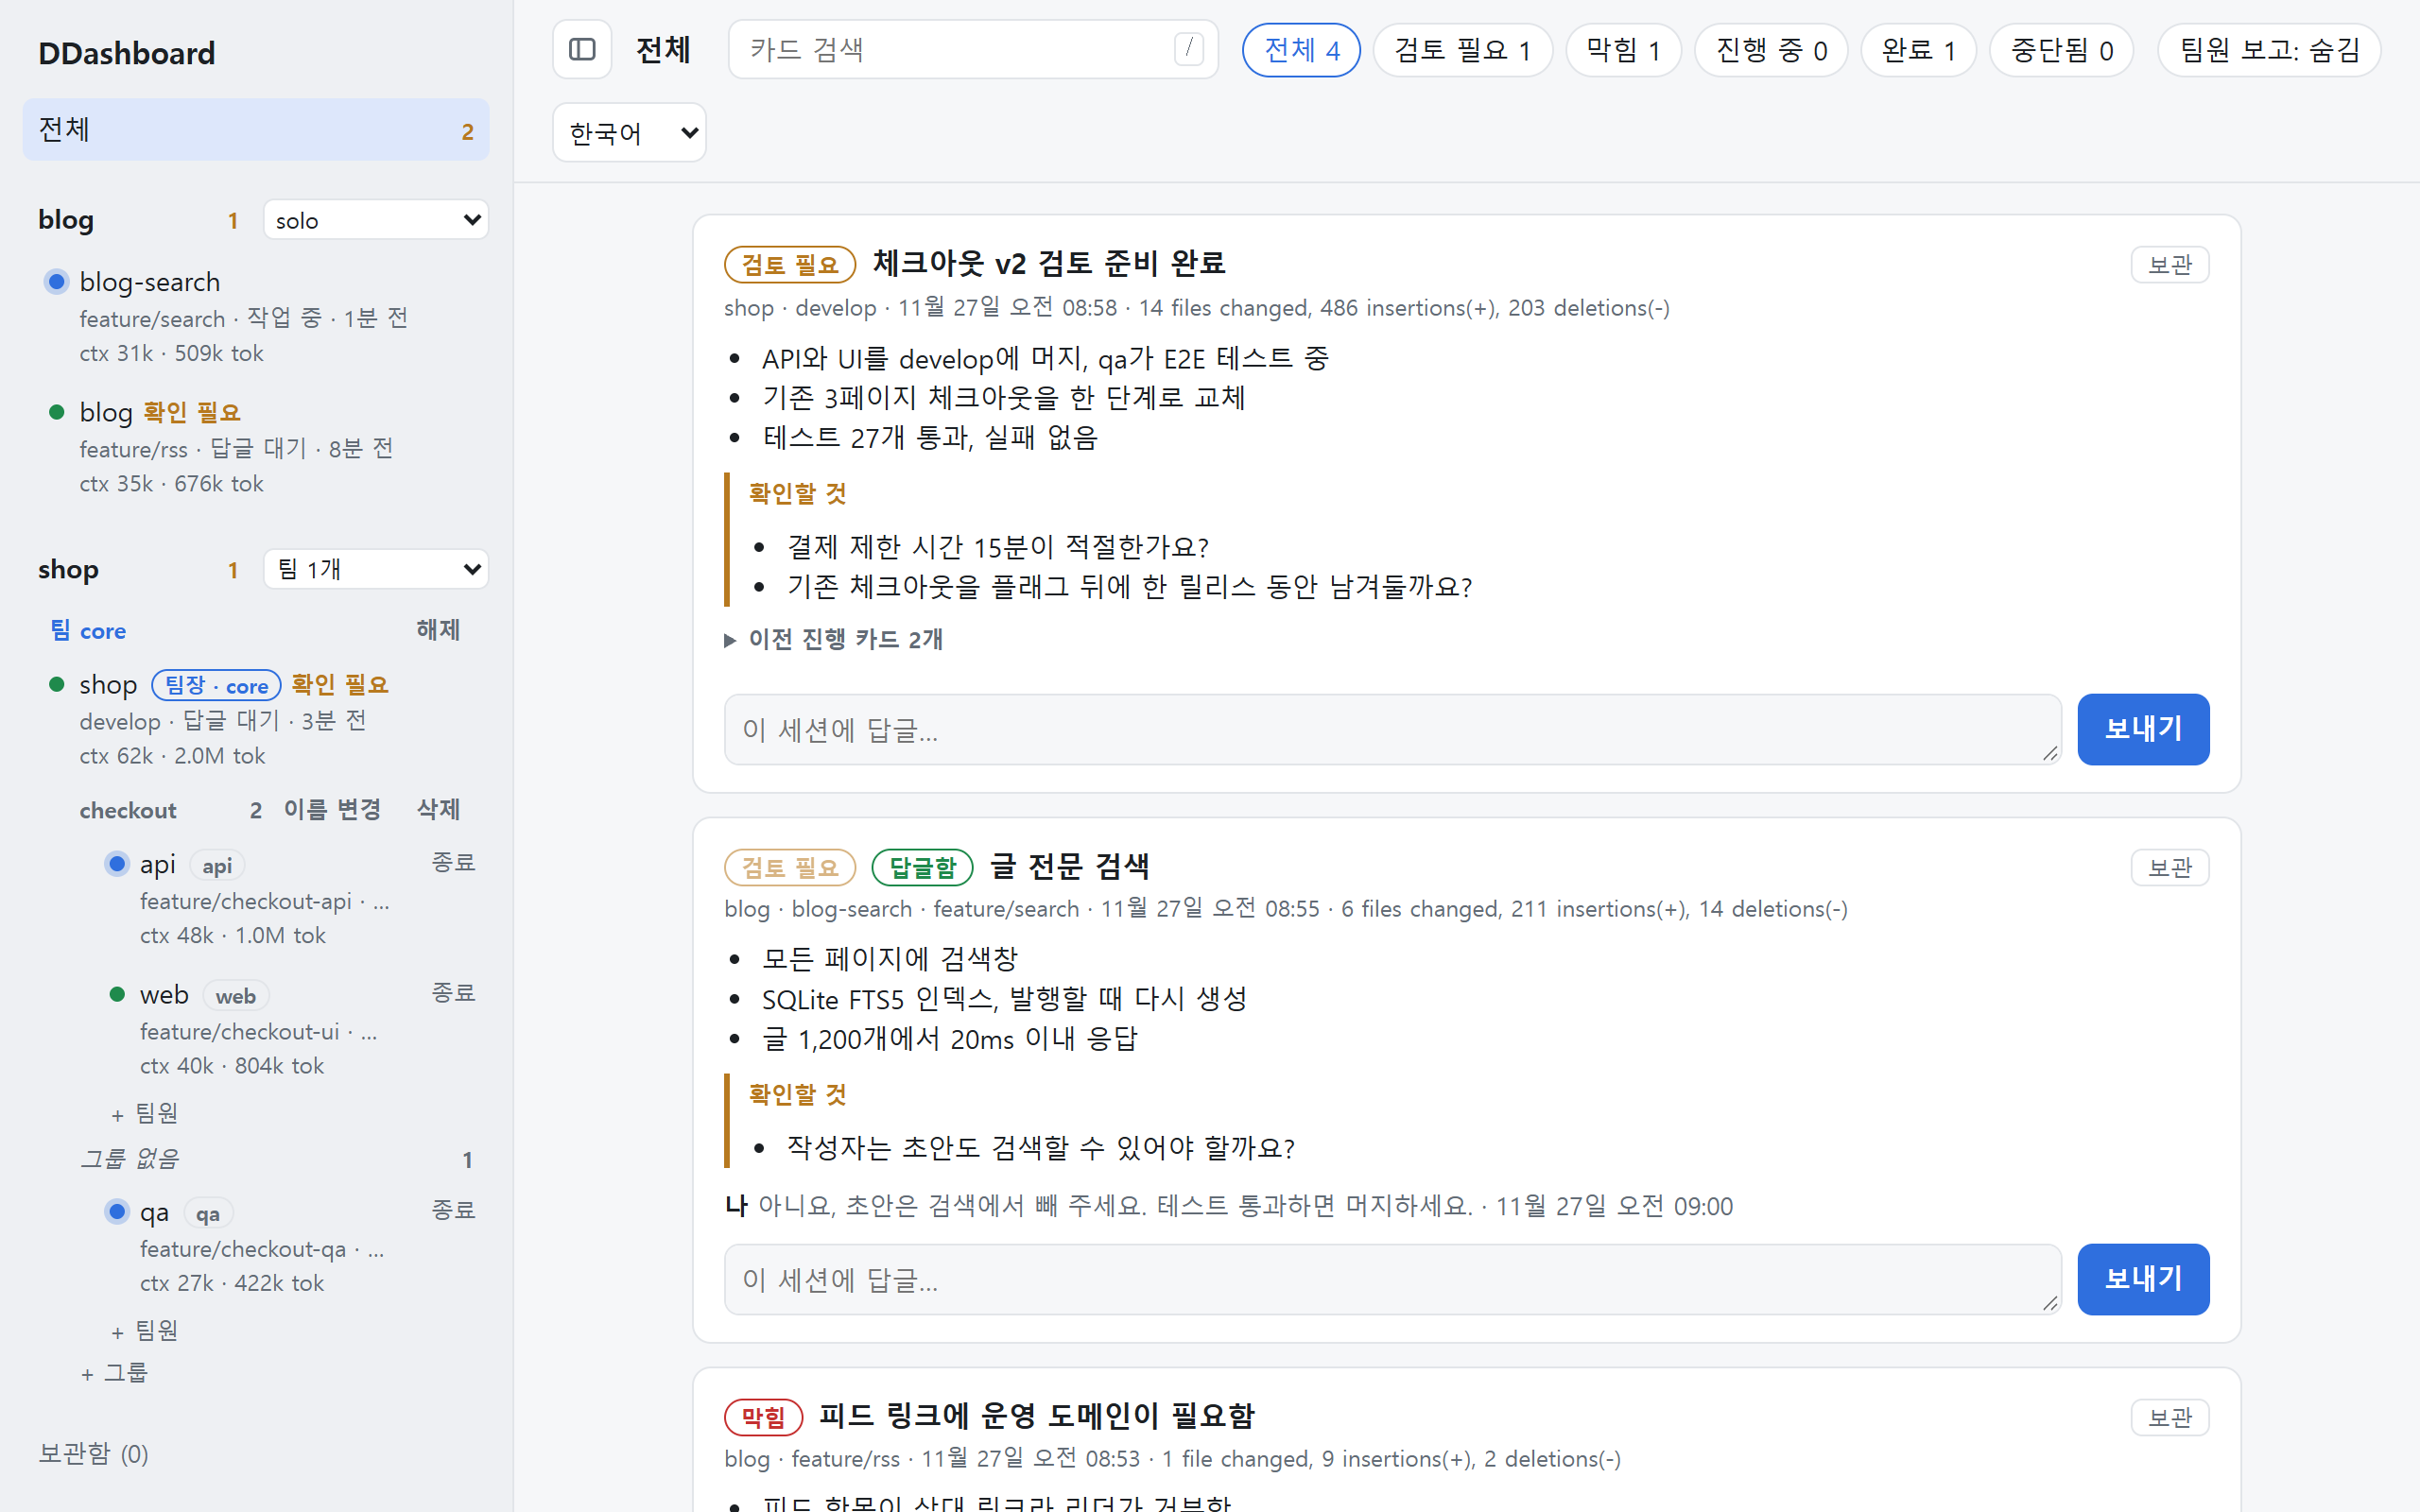 DDashboard
전체 2
blog 1 solo
blog-search
feature/search · 작업 중 · 1분 전
ctx 31k · 509k tok
blog 확인 필요
feature/rss · 답글 대기 · 8분 전
ctx 35k · 676k tok
shop 1 팀 1개
팀 core 해제
shop 팀장 · core 확인 필요
develop · 답글 대기 · 3분 전
ctx 62k · 2.0M tok
checkout 2 이름 변경 삭제
api api 종료
feature/checkout-api · ...
ctx 48k · 1.0M tok
web web 종료
feature/checkout-ui · ...
ctx 40k · 804k tok
+ 팀원
그룹 없음 1
qa qa 종료
feature/checkout-qa · ...
ctx 27k · 422k tok
+ 팀원
+ 그룹
보관함 (0)
전체 카드 검색 / 전체 4 검토 필요 1 막힘 1 진행 중 0 완료 1 중단됨 0 팀원 보고: 숨김
한국어
검토 필요 체크아웃 v2 검토 준비 완료 보관
shop · develop · 11월 27일 오전 08:58 · 14 files changed, 486 insertions(+), 203 deletions(-)
• API와 UI를 develop에 머지, qa가 E2E 테스트 중
• 기존 3페이지 체크아웃을 한 단계로 교체
• 테스트 27개 통과, 실패 없음
확인할 것
• 결제 제한 시간 15분이 적절한가요?
• 기존 체크아웃을 플래그 뒤에 한 릴리스 동안 남겨둘까요?
▶ 이전 진행 카드 2개
이 세션에 답글... 보내기
검토 필요 답글함 글 전문 검색 보관
blog · blog-search · feature/search · 11월 27일 오전 08:55 · 6 files changed, 211 insertions(+), 14 deletions(-)
• 모든 페이지에 검색창
• SQLite FTS5 인덱스, 발행할 때 다시 생성
• 글 1,200개에서 20ms 이내 응답
확인할 것
• 작성자는 초안도 검색할 수 있어야 할까요?
나 아니요, 초안은 검색에서 빼 주세요. 테스트 통과하면 머지하세요. · 11월 27일 오전 09:00
이 세션에 답글... 보내기
막힘 피드 링크에 운영 도메인이 필요함 보관
blog · feature/rss · 11월 27일 오전 08:53 · 1 file changed, 9 insertions(+), 2 deletions(-)
• 피드 항목이 상대 링크라 리더가 거부함